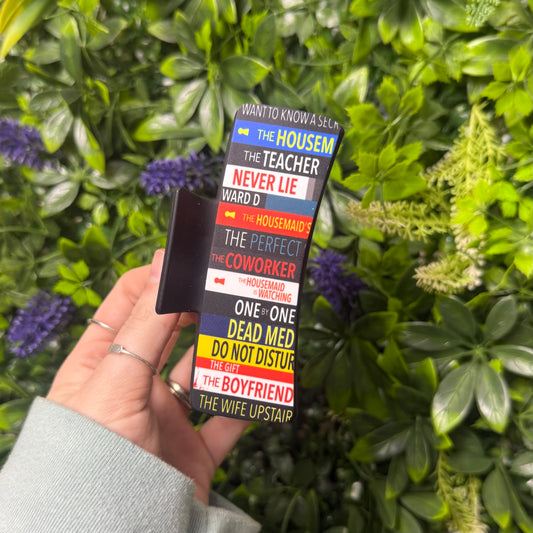 WANT TO KNOW A SEC
THE HOUSEM
THE TEACHER
NEVER LIE
WARD D
THE HOUSEMAID'S
THE PERFECT
THE COWORKER
THE HOUSEMAID
IS WATCHING
ONE BY ONE
DEAD MED
DO NOT DISTUR
THE GIFT
THE BOYFRIEND
THE WIFE UPSTAIR